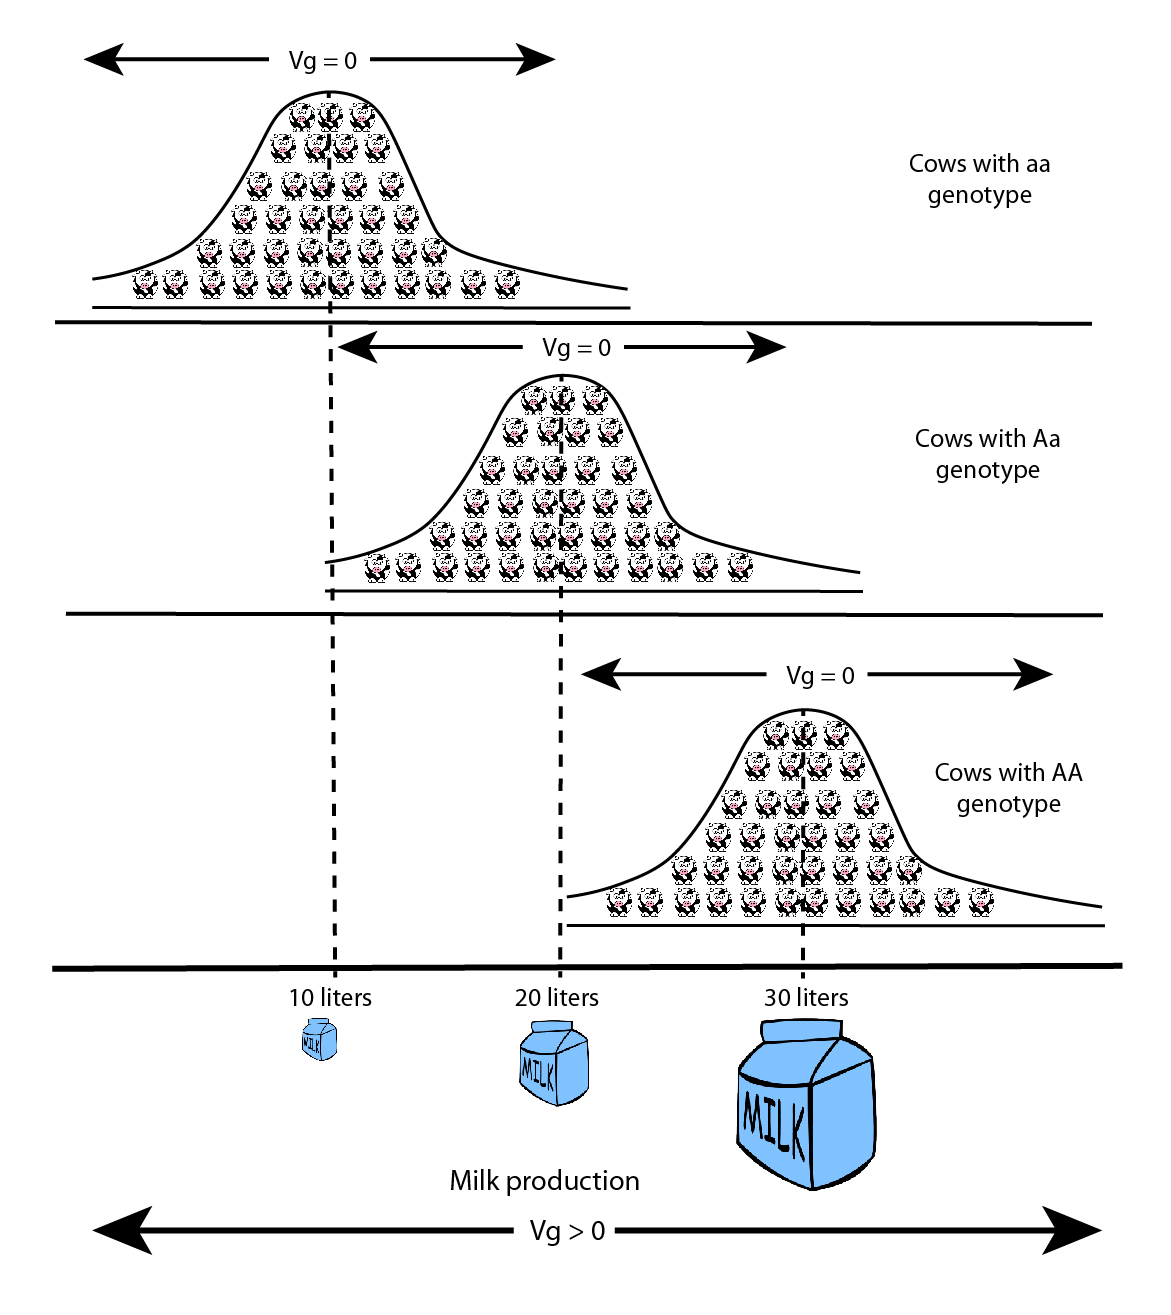 Vg = 0
Cows with aa
genotype
Vg = 0
Cows with Aa
genotype
Vg = 0
Cows with AA
genotype
10 liters
20 liters
30 liters
MILK
MILK
MILK
Milk production
Vg > 0